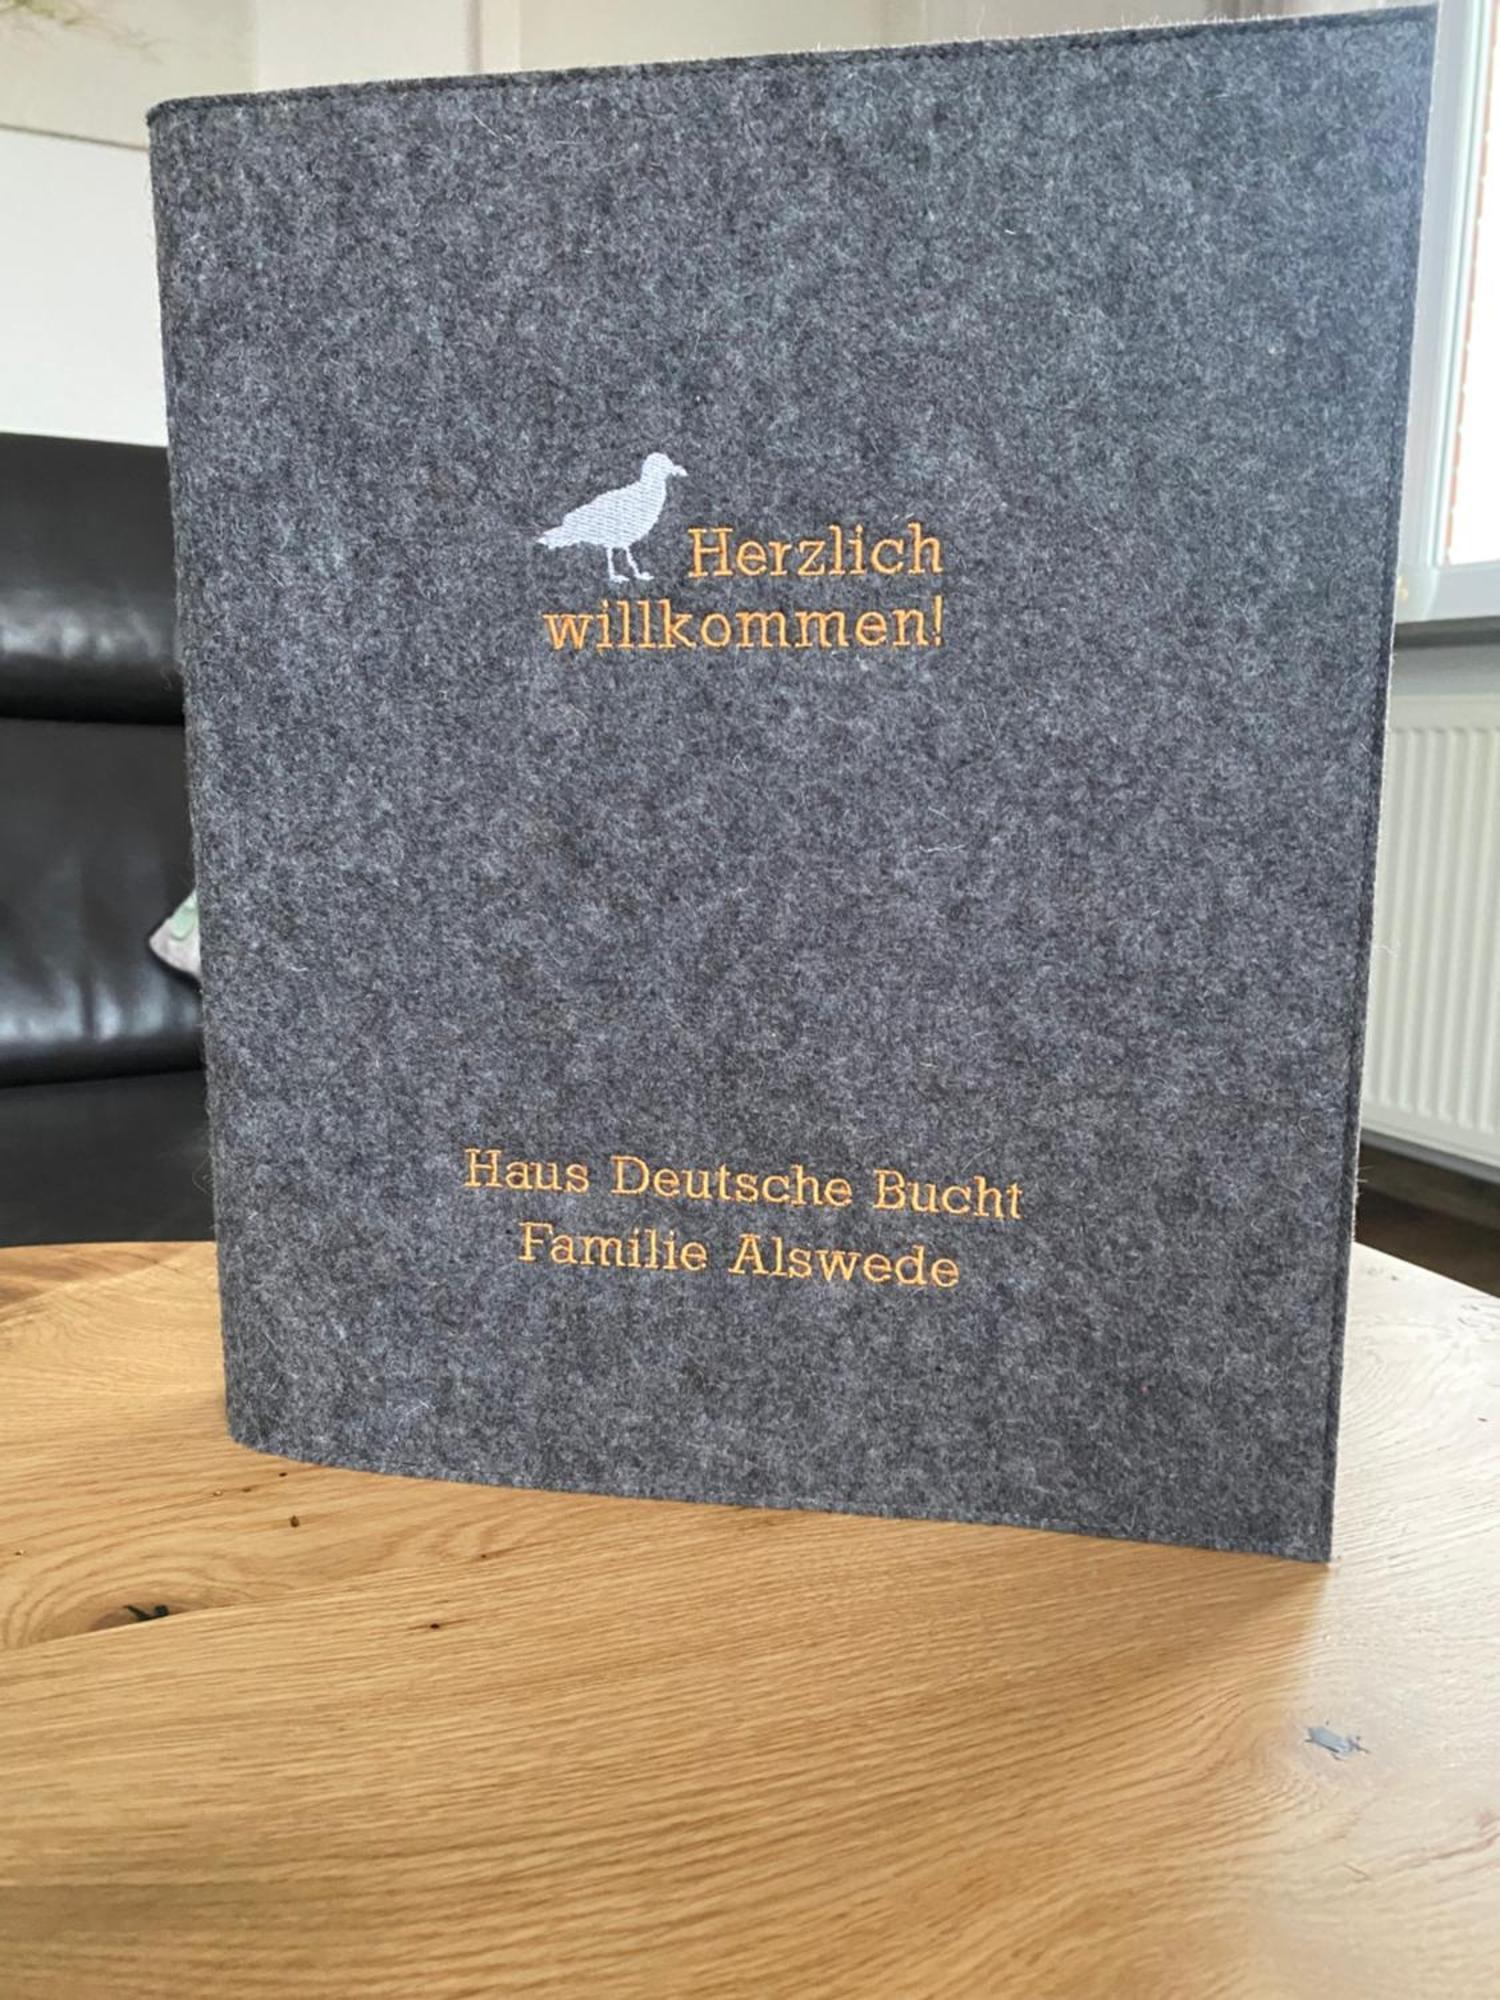 Herzlich
willkommen!
Haus Deutsche Bucht
Familie Alswede